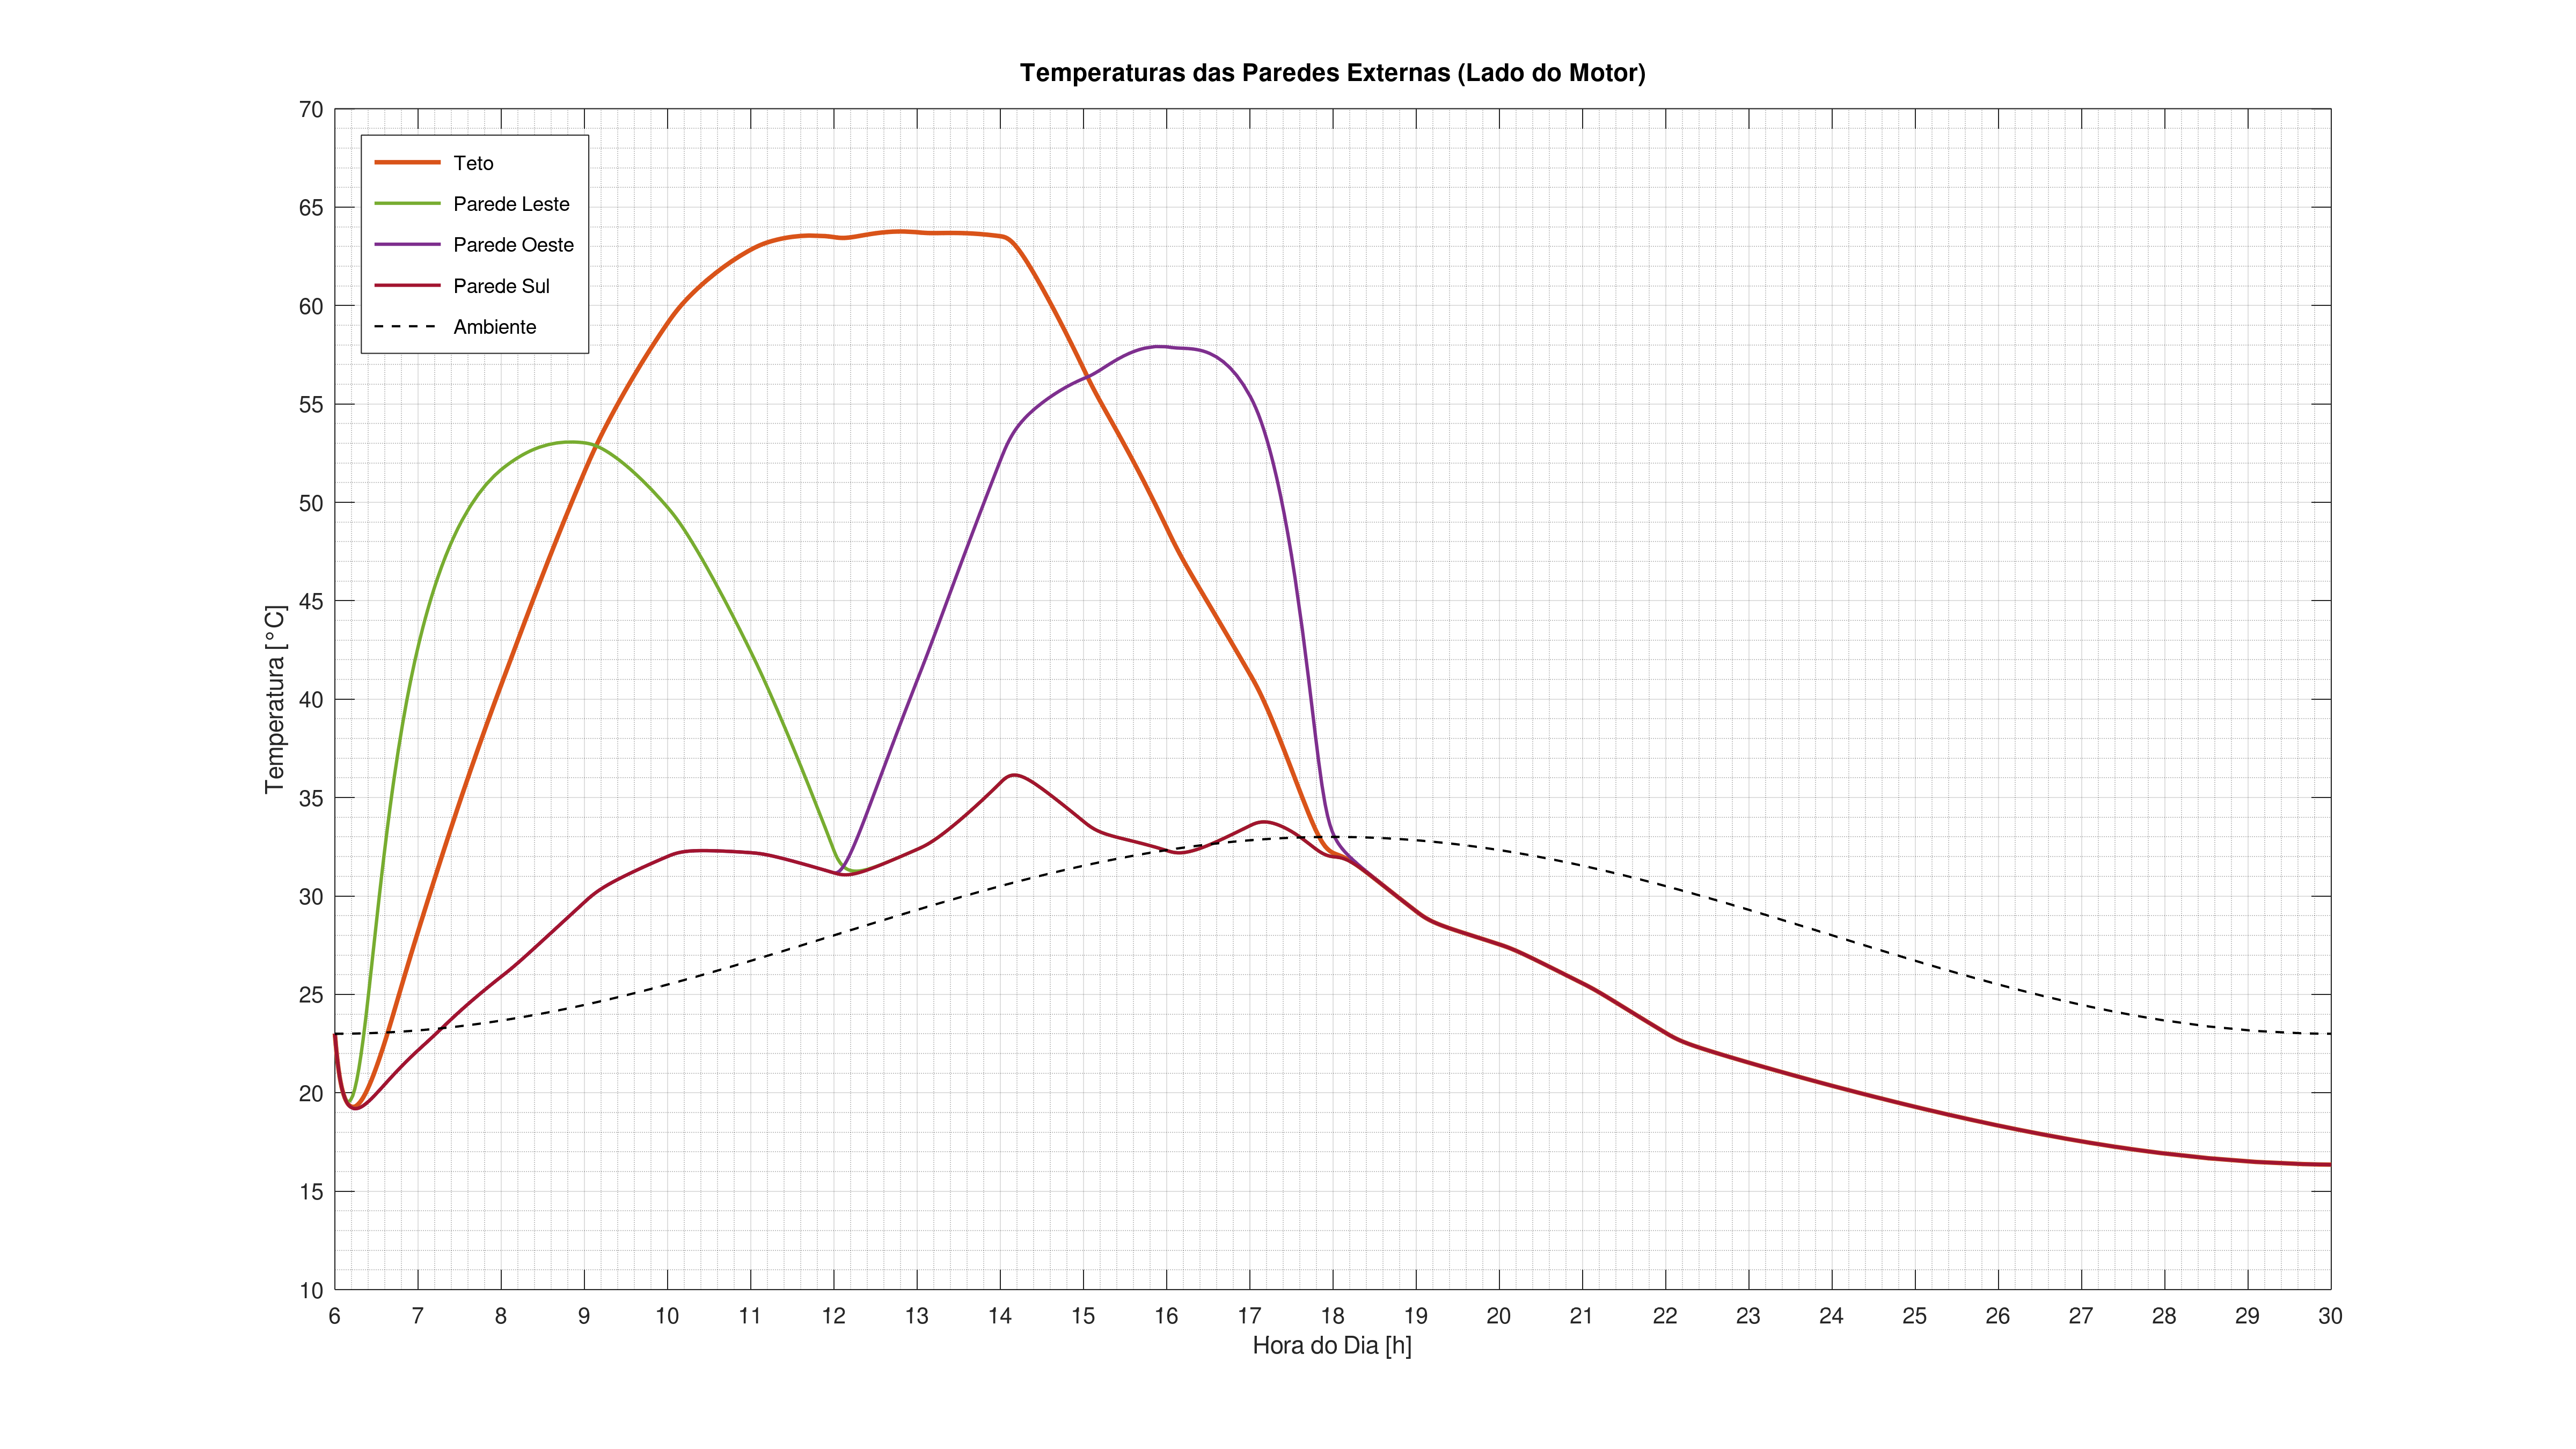 Temperaturas das Paredes Externas (Lado do Motor)
70
65
60
55
50
45
40
35
30
25
20
15
10
Teto
Parede Leste
Parede Oeste
Parede Sul
Ambiente
Temperatura [°C]
6 7 8 9 10 11 12 13 14 15 16 17 18 19 20 21 22 23 24 25 26 27 28 29 30
Hora do Dia [h]